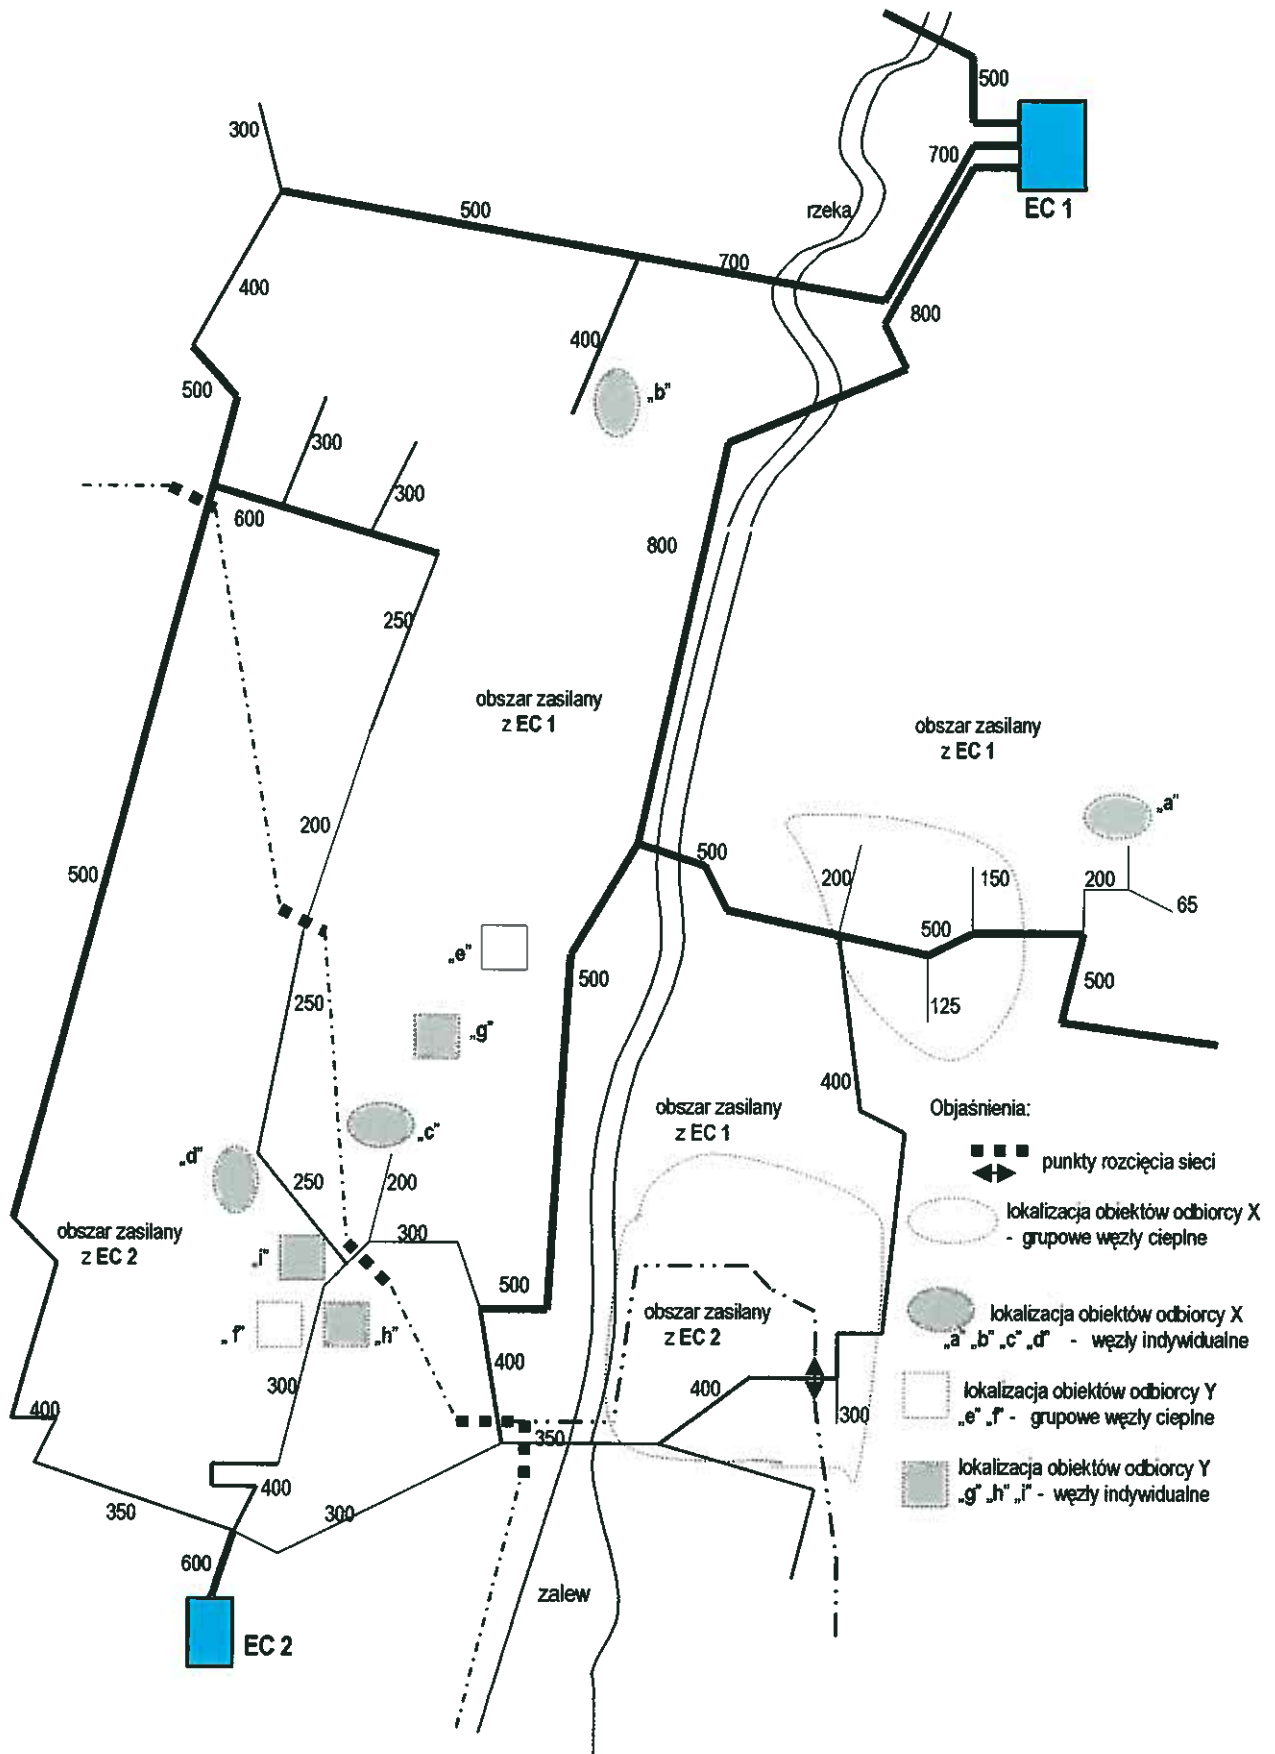 500
300
700
EC 1
rzeka
500
700
400
800
400
500
„b”
300
300
600
800
250
obszar zasilany
z EC 1
obszar zasilany
z EC 1
„a”
200
500
500
200
150
200
65
500
„e”
500
500
250
125
„g”
400
obszar zasilany
z EC 1
Objaśnienia:
„c”
„d”
punkty rozcięcia sieci
250
200
lokalizacja obiektów odbiorcy X
- grupowe węzły cieplne
obszar zasilany
z EC 2
300
„i”
500
obszar zasilany
z EC 2
lokalizacja obiektów odbiorcy X
„a” „b” „c” „d” - węzły indywidualne
„f”
„h”
400
300
400
lokalizacja obiektów odbiorcy Y
„e” „f” - grupowe węzły cieplne
400
300
350
lokalizacja obiektów odbiorcy Y
„g” „h” „i” - węzły indywidualne
400
350
300
600
zalew
EC 2